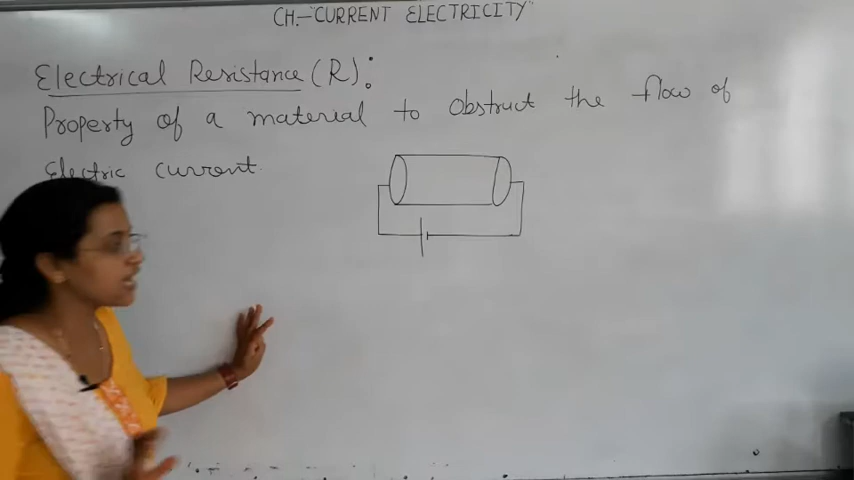 CH.-"CURRENT ELECTRICITY"
Electrical Resistance (R):
Property of a material to obstruct the flow of
Electric current.